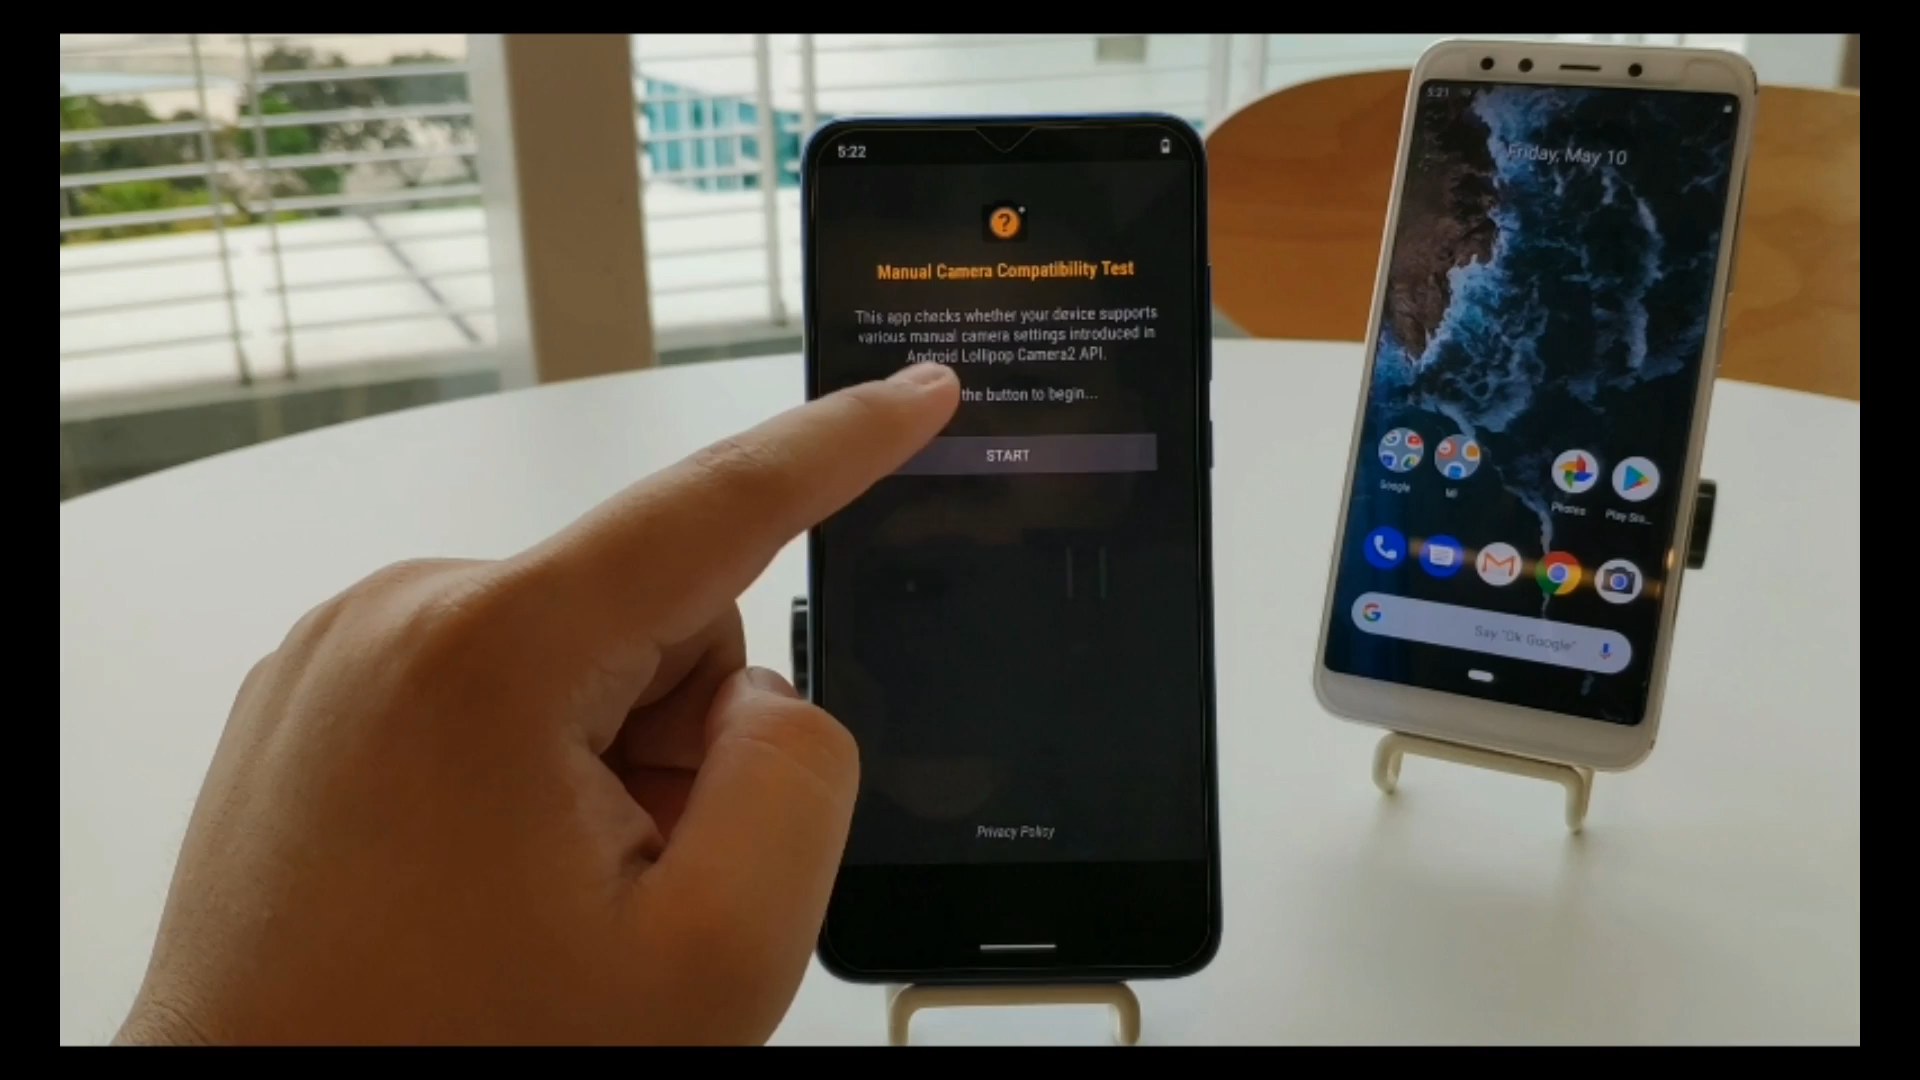 5:22
Manual Camera Compatibility Test
This app checks whether your device supports
various manual camera settings introduced in
Android Lollipop Camera2 API.
the button to begin...
START
Privacy Policy
5:21
Friday, May 10
Google
Mi
Photos
Play Sto...
Say "Ok Google"